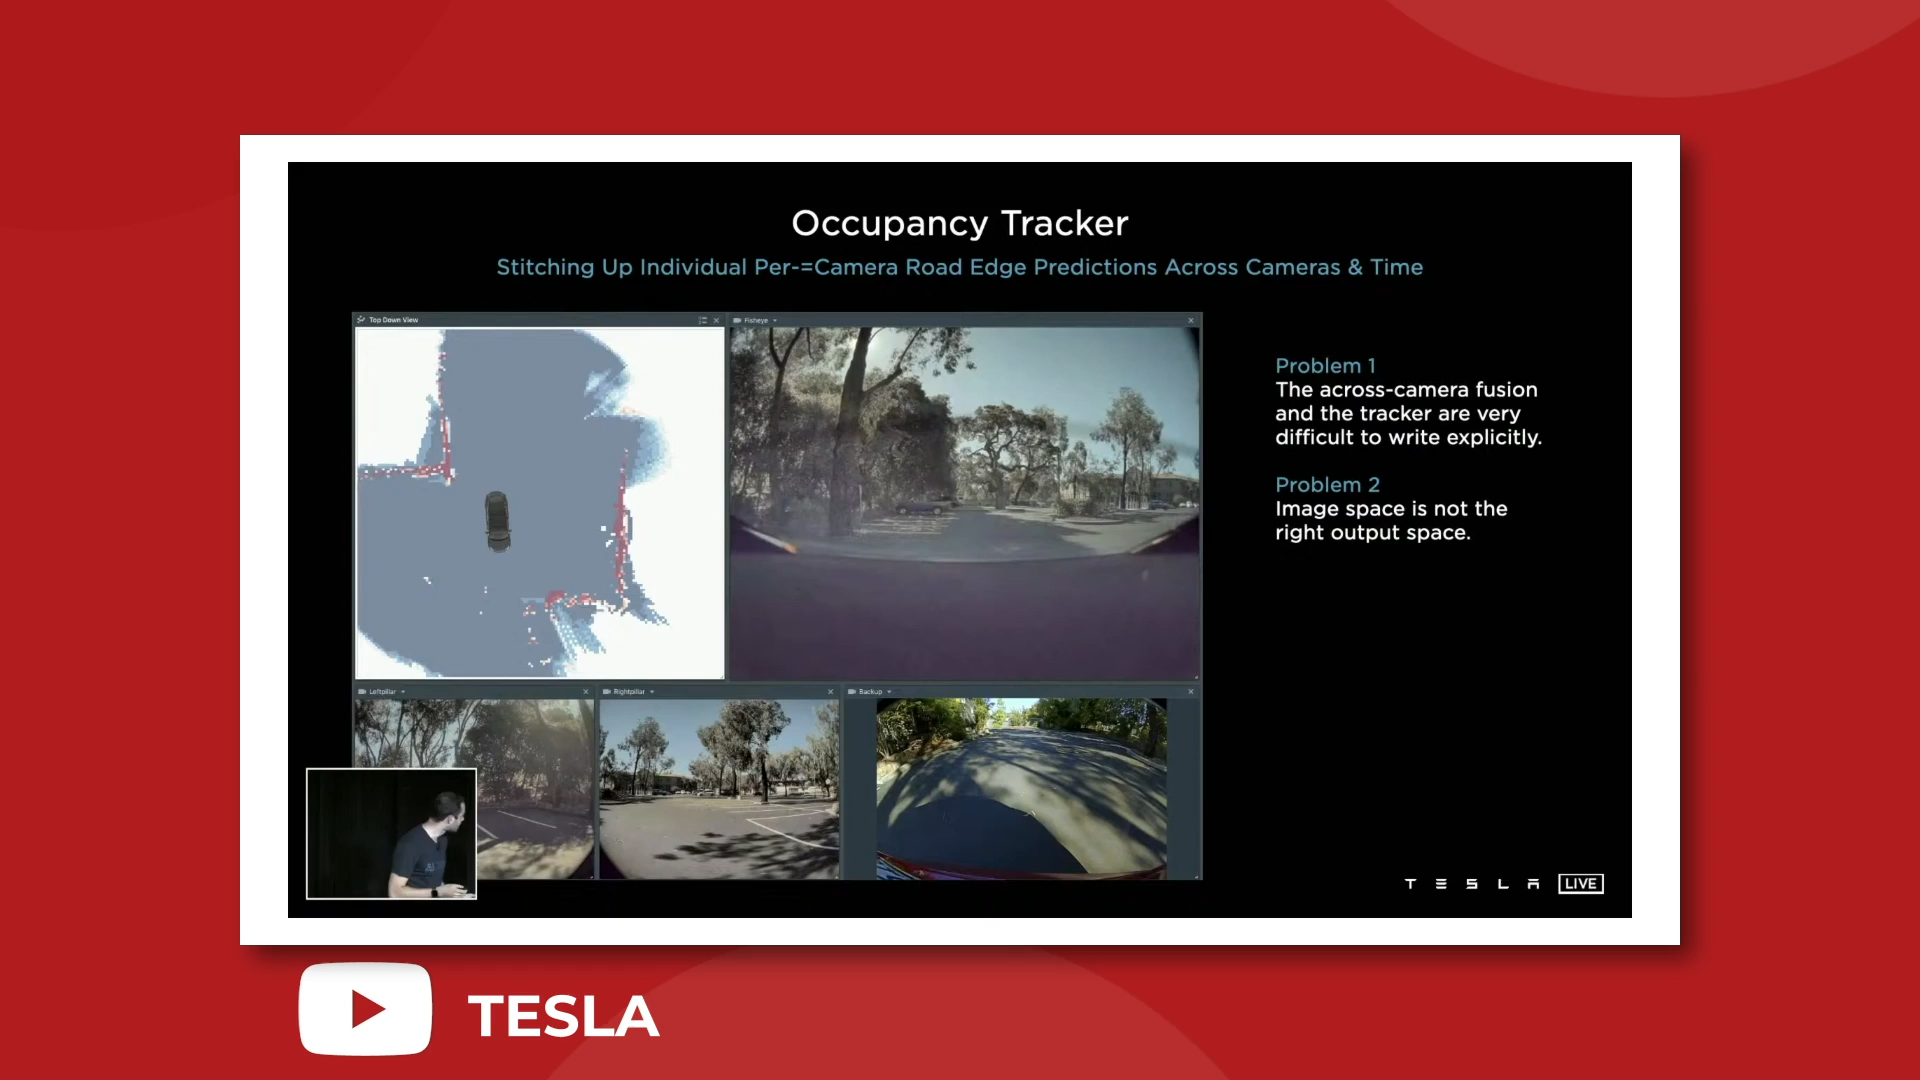 Occupancy Tracker
Stitching Up Individual Per-=Camera Road Edge Predictions Across Cameras & Time
Top Down View
Fisheye
Problem 1
The across-camera fusion
and the tracker are very
difficult to write explicitly.
Problem 2
Image space is not the
right output space.
Leftpillar
Rightpillar
Backup
TESLA LIVE
TESLA